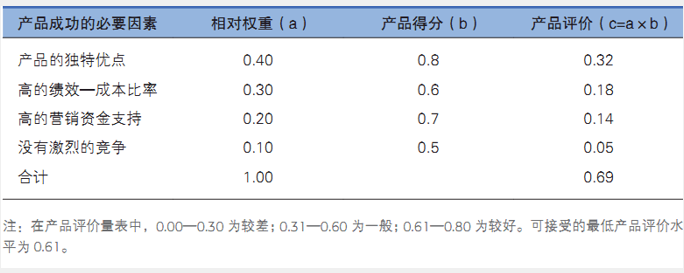 产品成功的必要因素 相对权重（a） 产品得分（b） 产品评价（c=a×b）
产品的独特优点 0.40 0.8 0.32
高的绩效—成本比率 0.30 0.6 0.18
高的营销资金支持 0.20 0.7 0.14
没有激烈的竞争 0.10 0.5 0.05
合计 1.00 0.69
注：在产品评价量表中，0.00—0.30 为较差；0.31—0.60 为一般；0.61—0.80 为较好。可接受的最低产品评价水
平为 0.61。